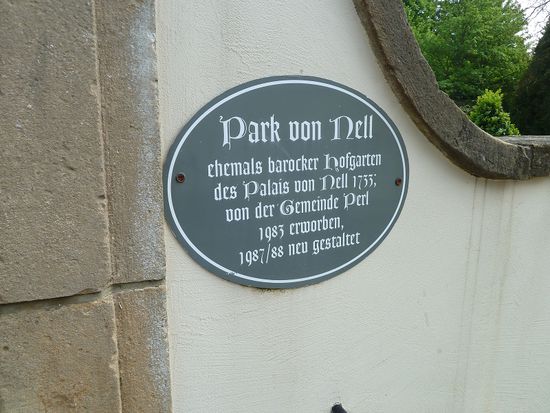 Park von Nell
ehemals barocker Hofgarten
des Palais von Nell 1733;
von der Gemeinde Perl
1983 erworben,
1987/88 neu gestaltet